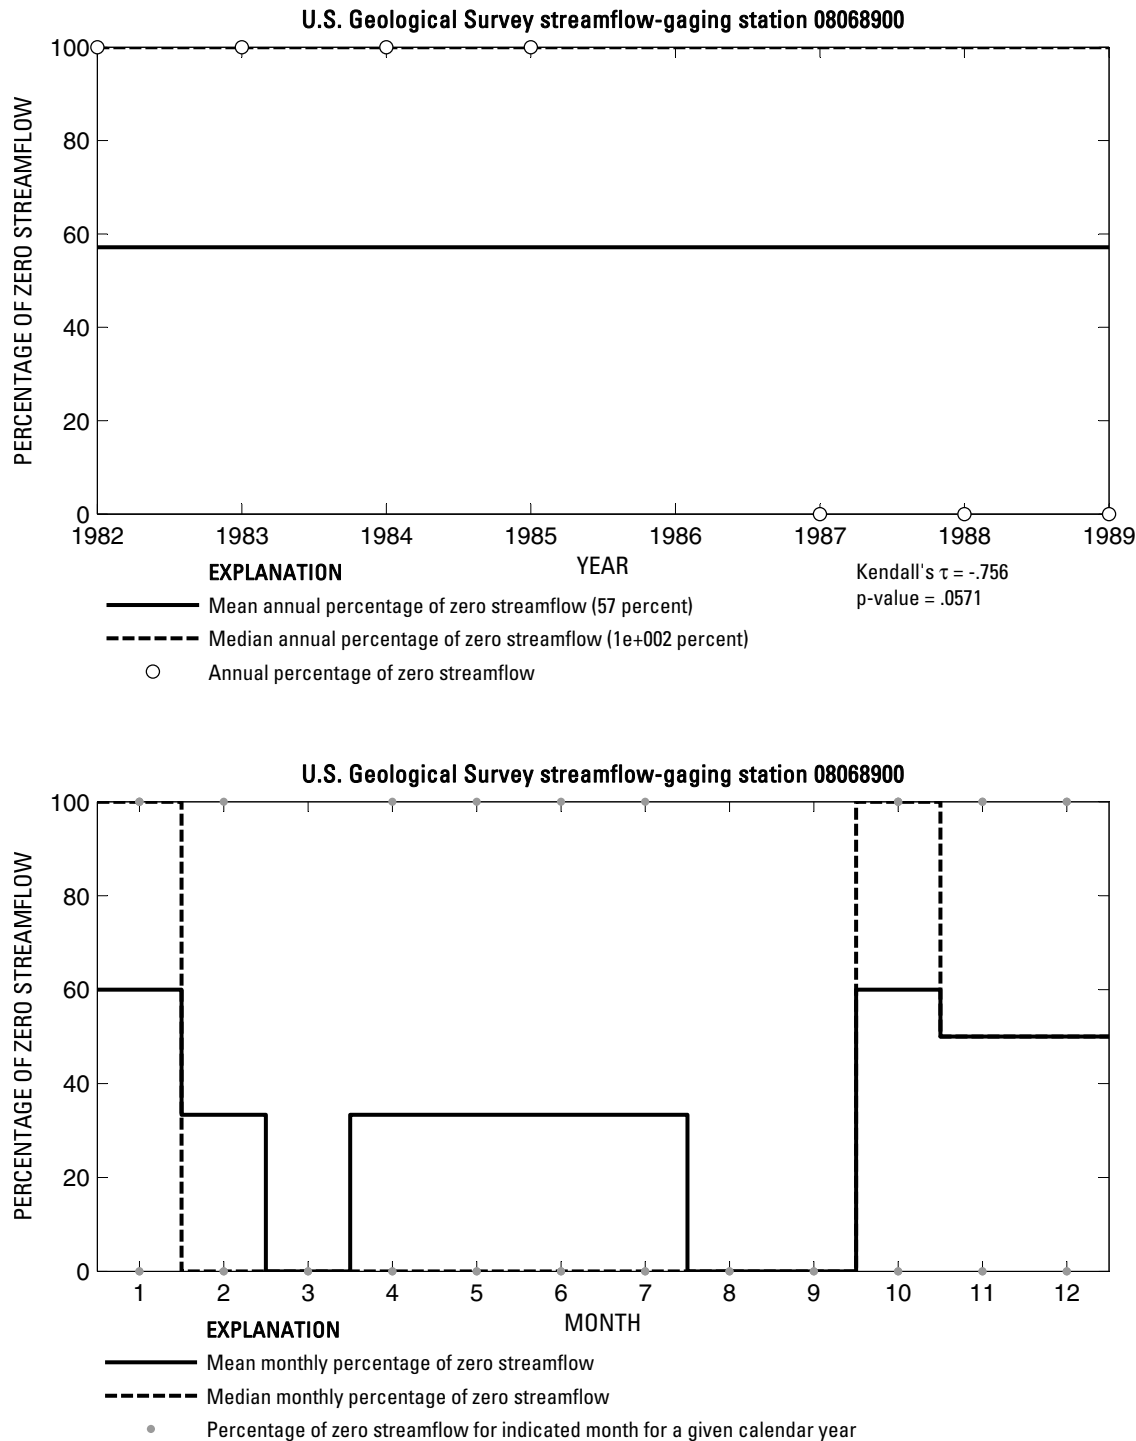 U.S. Geological Survey streamflow-gaging station 08068900
PERCENTAGE OF ZERO STREAMFLOW
100
80
60
40
20
0
1982 1983 1984 1985 1986 1987 1988 1989
YEAR
Kendall's τ = -.756
p-value = .0571
EXPLANATION
Mean annual percentage of zero streamflow (57 percent)
Median annual percentage of zero streamflow (1e+002 percent)
Annual percentage of zero streamflow
U.S. Geological Survey streamflow-gaging station 08068900
PERCENTAGE OF ZERO STREAMFLOW
100
80
60
40
20
0
1 2 3 4 5 6 7 8 9 10 11 12
MONTH
EXPLANATION
Mean monthly percentage of zero streamflow
Median monthly percentage of zero streamflow
Percentage of zero streamflow for indicated month for a given calendar year